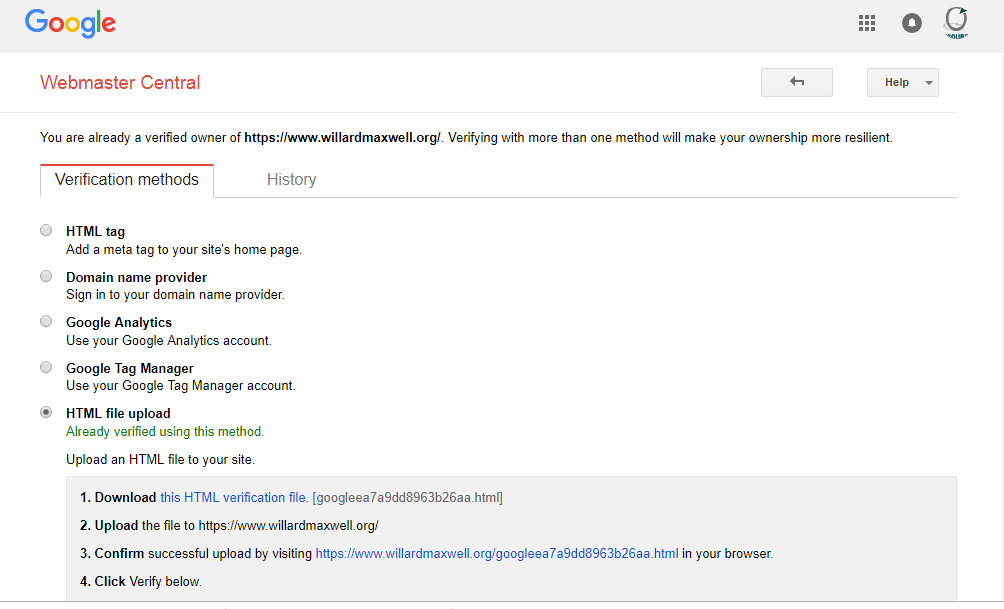 Google
Webmaster Central
Help
You are already a verified owner of https://www.willardmaxwell.org/. Verifying with more than one method will make your ownership more resilient.
Verification methods
History
HTML tag
Add a meta tag to your site's home page.
Domain name provider
Sign in to your domain name provider.
Google Analytics
Use your Google Analytics account.
Google Tag Manager
Use your Google Tag Manager account.
HTML file upload
Already verified using this method.
Upload an HTML file to your site.
1. Download this HTML verification file. [googleea7a9dd8963b26aa.html]
2. Upload the file to https://www.willardmaxwell.org/
3. Confirm successful upload by visiting https://www.willardmaxwell.org/googleea7a9dd8963b26aa.html in your browser.
4. Click Verify below.